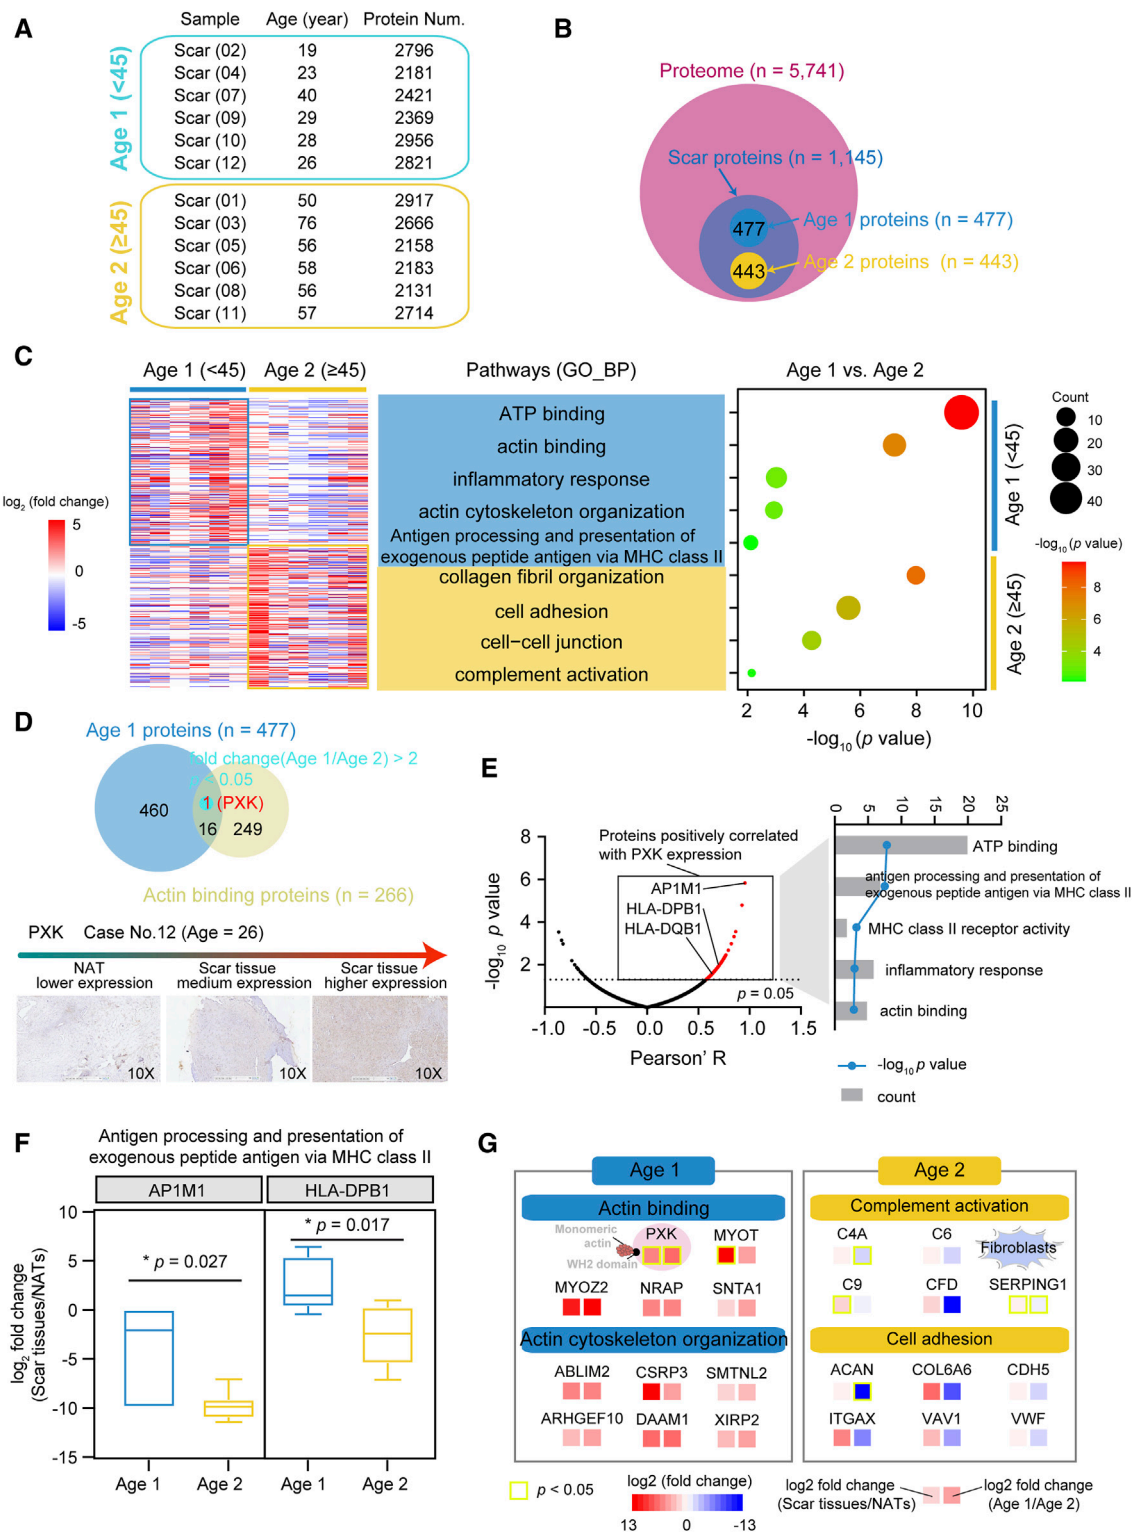 A
Sample Age (year) Protein Num.
Age 1 (<45)
Scar (02) 19 2796
Scar (04) 23 2181
Scar (07) 40 2421
Scar (09) 29 2369
Scar (10) 28 2956
Scar (12) 26 2821
Age 2 (≥45)
Scar (01) 50 2917
Scar (03) 76 2666
Scar (05) 56 2158
Scar (06) 58 2183
Scar (08) 56 2131
Scar (11) 57 2714
B
Proteome (n = 5,741)
Scar proteins (n = 1,145)
477
Age 1 proteins (n = 477)
443
Age 2 proteins (n = 443)
C
Age 1 (<45) Age 2 (≥45)
log2 (fold change)
5
0
-5
Pathways (GO_BP)
ATP binding
actin binding
inflammatory response
actin cytoskeleton organization
Antigen processing and presentation of
exogenous peptide antigen via MHC class II
collagen fibril organization
cell adhesion
cell-cell junction
complement activation
Age 1 vs. Age 2
2 4 6 8 10
-log10 (p value)
Age 1 (<45)
Age 2 (≥45)
Count
10
20
30
40
-log10 (p value)
8
6
4
D
Age 1 proteins (n = 477)
fold change(Age 1/Age 2) > 2
p < 0.05
1 (PXK)
460
16 249
Actin binding proteins (n = 266)
PXK Case No.12 (Age = 26)
NAT
lower expression
Scar tissue
medium expression
Scar tissue
higher expression
10X
10X
10X
E
-log10 p value
8
6
4
2
Proteins positively correlated
with PXK expression
AP1M1
HLA-DPB1
HLA-DQB1
p = 0.05
-1.0 -0.5 0.0 0.5 1.0 1.5
Pearson' R
0 5 10 15 20 25
ATP binding
antigen processing and presentation of
exogenous peptide antigen via MHC class II
MHC class II receptor activity
inflammatory response
actin binding
-log10 p value
count
F
Antigen processing and presentation of
exogenous peptide antigen via MHC class II
AP1M1 HLA-DPB1
log2 fold change
(Scar tissues/NATs)
10
5
0
-5
-10
-15
* p = 0.027
* p = 0.017
Age 1 Age 2 Age 1 Age 2
G
Age 1
Actin binding
Monomeric
actin
WH2 domain
PXK MYOT
MYOZ2 NRAP SNTA1
Actin cytoskeleton organization
ABLIM2 CSRP3 SMTNL2
ARHGEF10 DAAM1 XIRP2
Age 2
Complement activation
C4A C6 Fibroblasts
C9 CFD SERPING1
Cell adhesion
ACAN COL6A6 CDH5
ITGAX VAV1 VWF
p < 0.05
log2 (fold change)
13 0 -13
log2 fold change
(Scar tissues/NATs)
log2 fold change
(Age 1/Age 2)